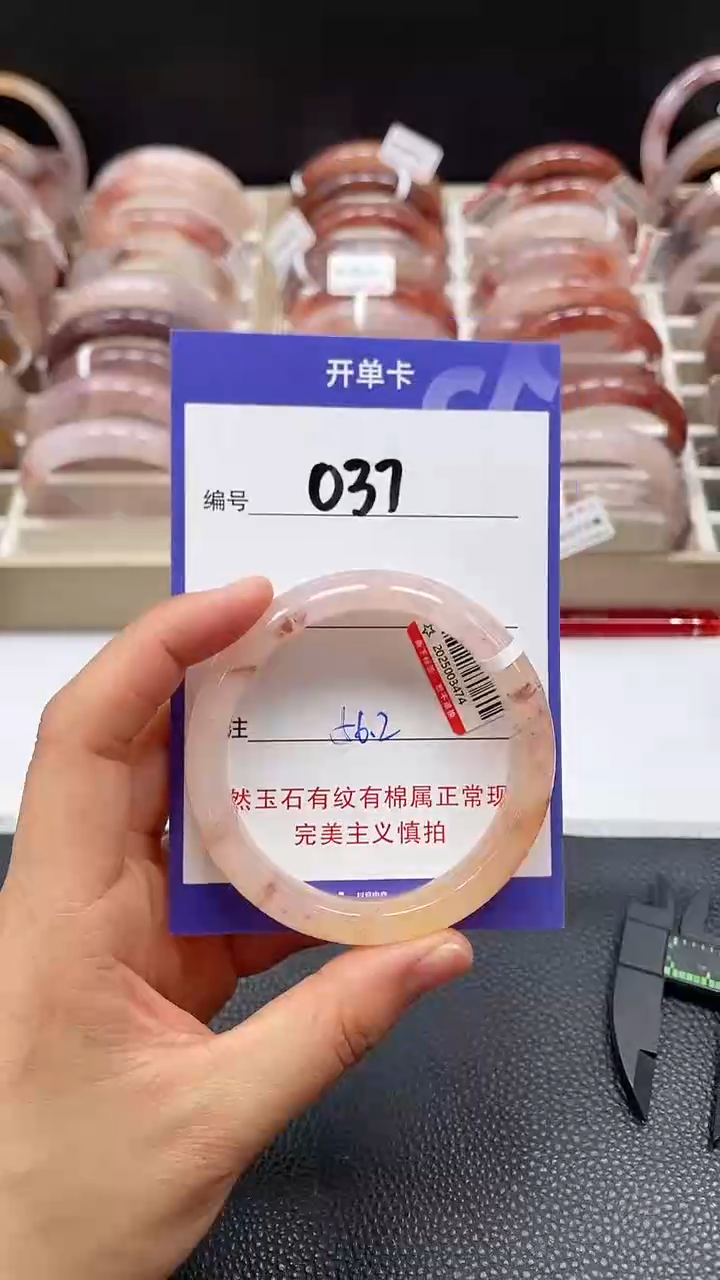 开单卡
编号 037
2025003474
注 56.2
然玉石有纹有棉属正常现
完美主义慎拍